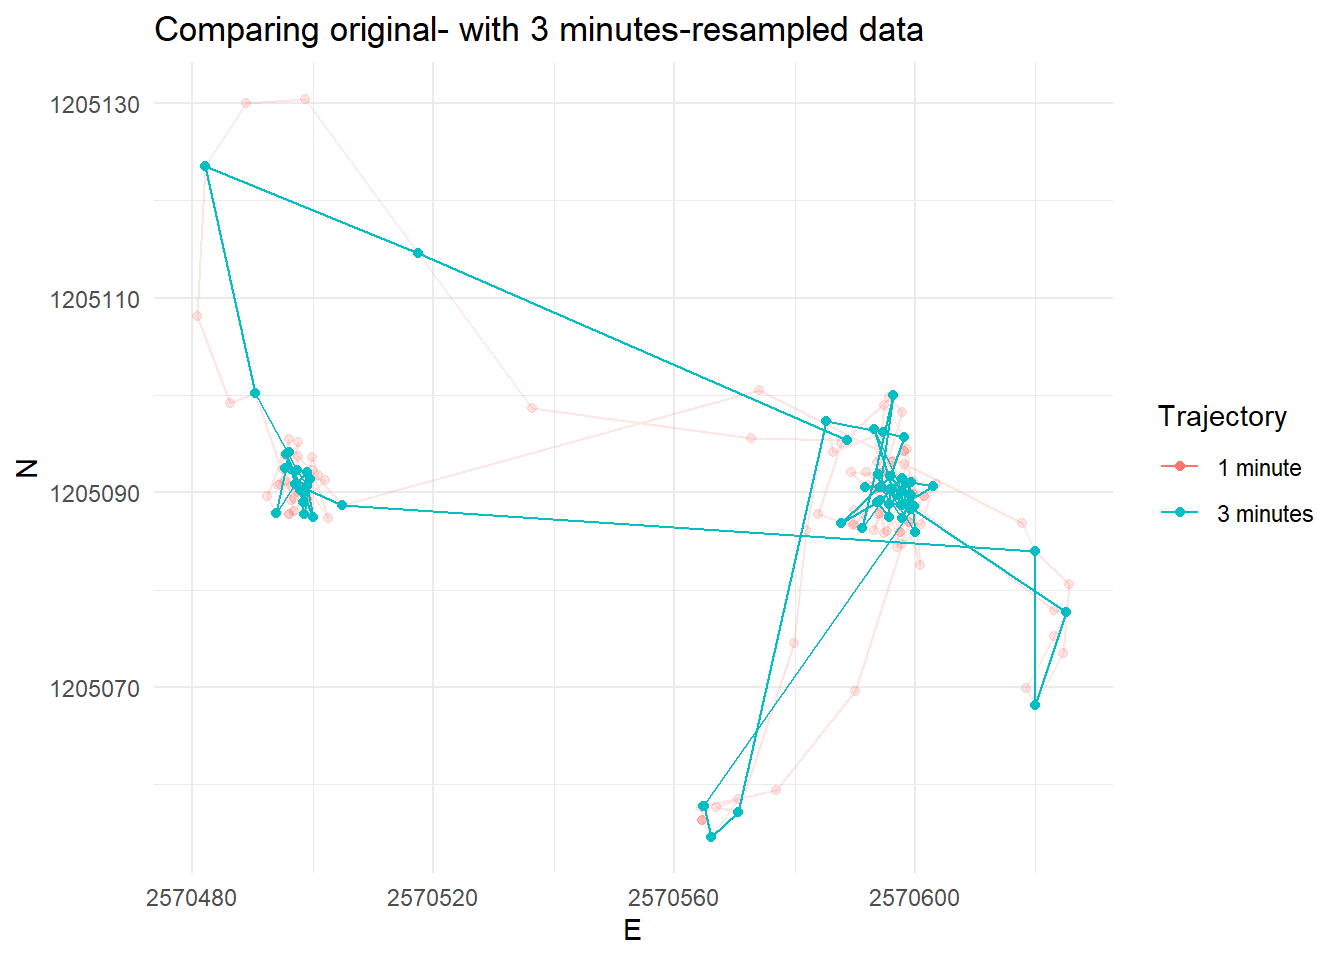 Comparing original- with 3 minutes-resampled data
1205130
1205110
1205090
1205070
N
2570480
2570520
2570560
2570600
E
Trajectory
1 minute
3 minutes